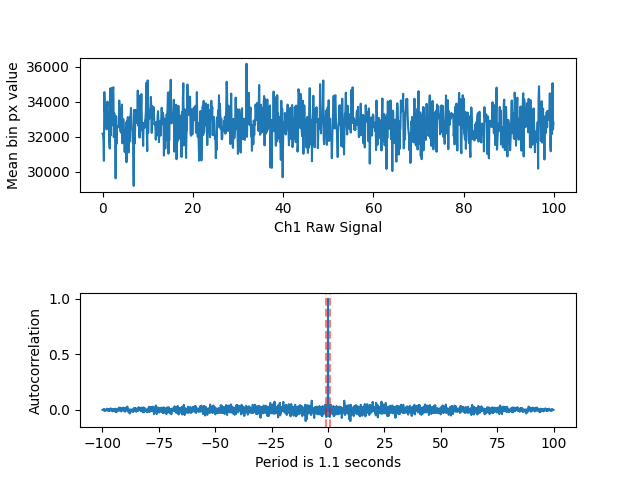 36000
34000
32000
30000
Mean bin px value
0 20 40 60 80 100
Ch1 Raw Signal
1.0
0.5
0.0
Autocorrelation
−100 −75 −50 −25 0 25 50 75 100
Period is 1.1 seconds